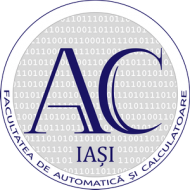 AC
IAȘI
FACULTATEA DE AUTOMATICĂ ȘI CALCULATOARE